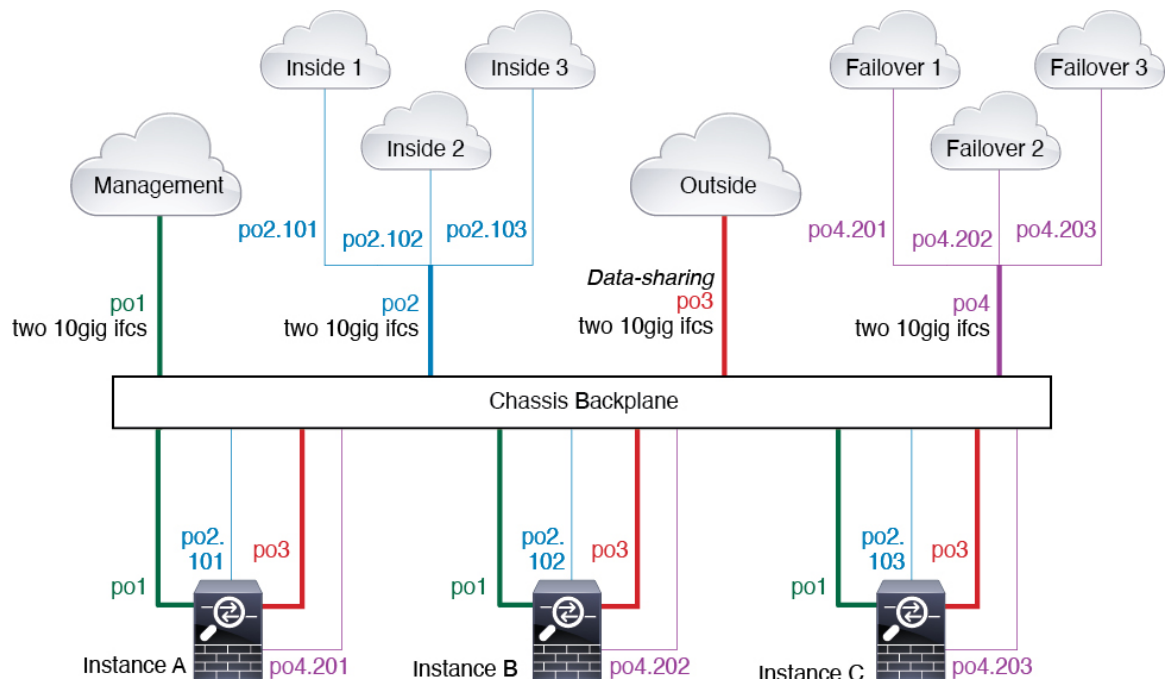 Inside 1
Inside 3
Failover 1
Failover 3
Inside 2
Failover 2
Management
Outside
po2.101
po2.102
po2.103
po4.201
po4.202
po4.203
po1
two 10gig ifcs
po2
two 10gig ifcs
Data-sharing
po3
two 10gig ifcs
po4
two 10gig ifcs
Chassis Backplane
po1
po2.
101
po3
Instance A
po4.201
po1
po2.
102
po3
Instance B
po4.202
po1
po2.
103
po3
Instance C
po4.203